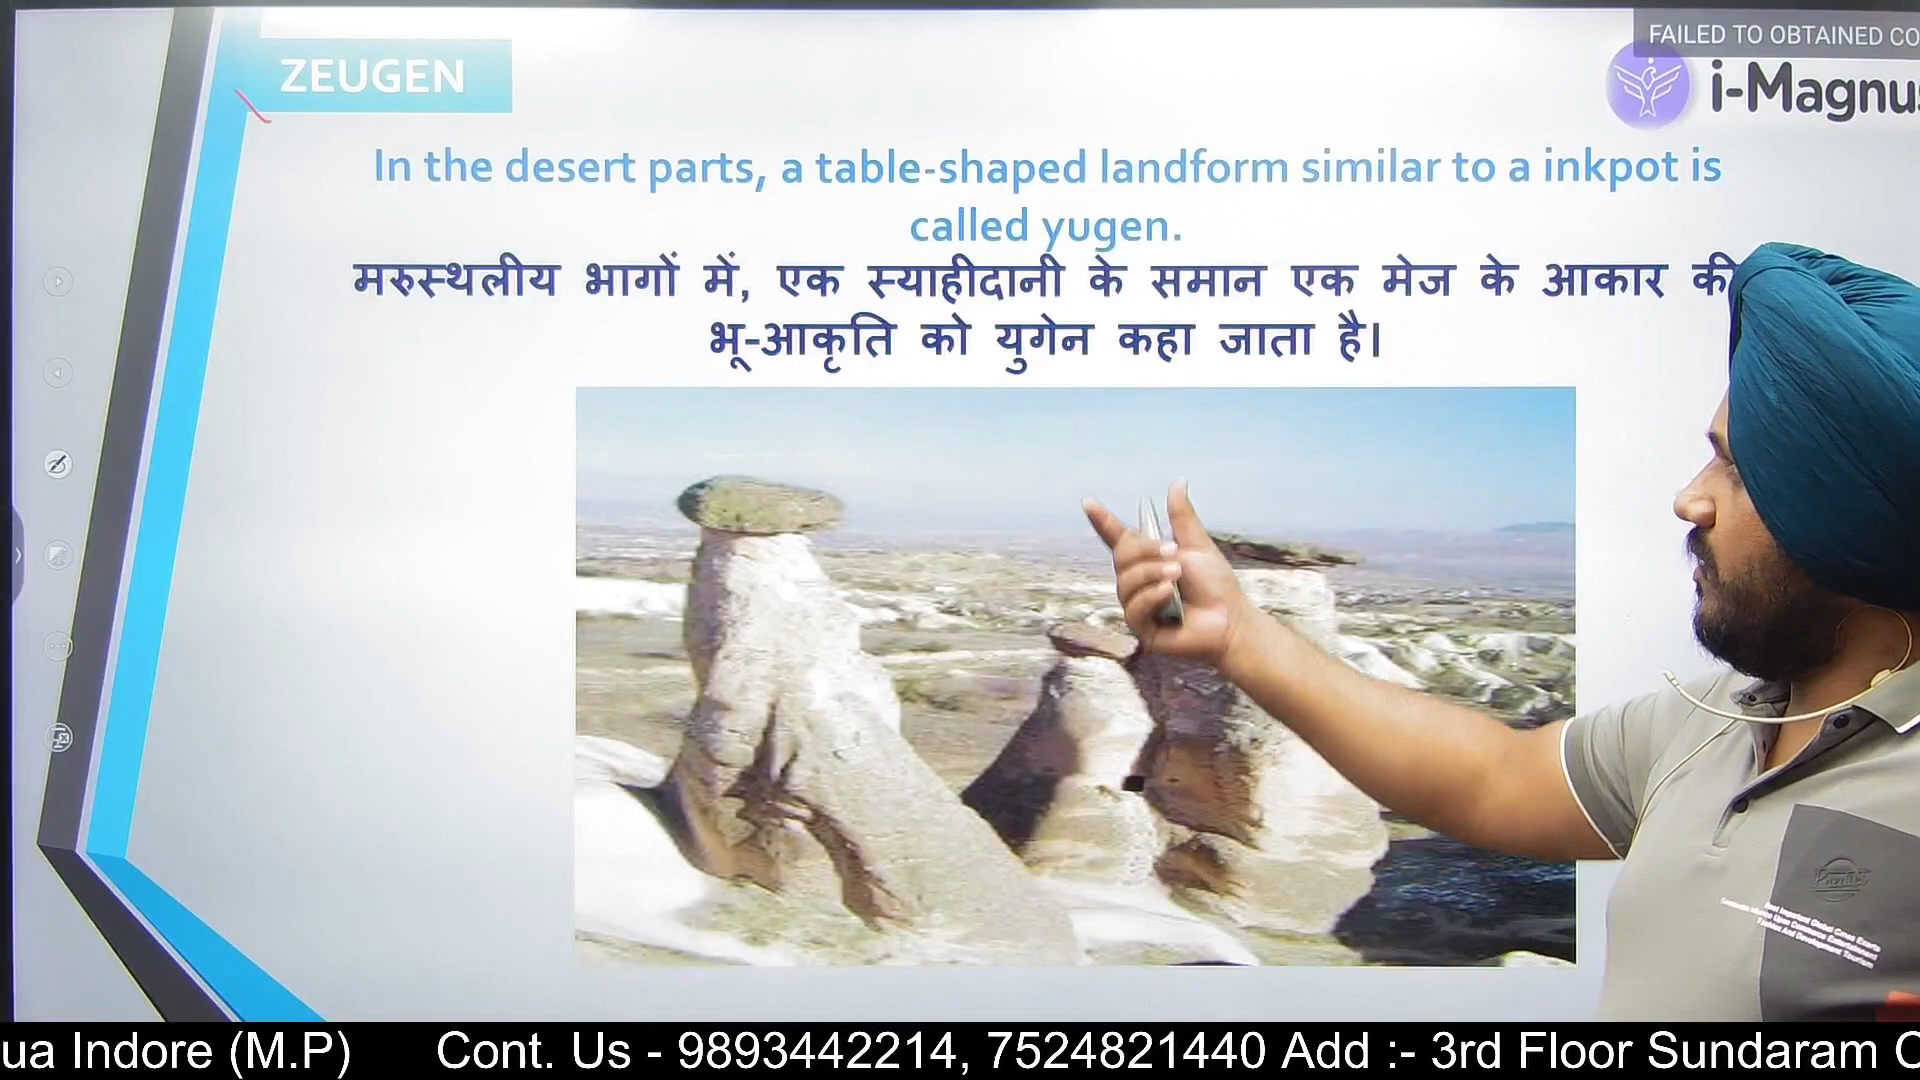 FAILED TO OBTAINED CO
ZEUGEN
i-Magnus
In the desert parts, a table-shaped landform similar to a inkpot is
called yugen.
मरुस्थलीय भागों में, एक स्याहीदानी के समान एक मेज के आकार की
भू-आकृति को युगेन कहा जाता है।
ua Indore (M.P) Cont. Us - 9893442214, 7524821440 Add :- 3rd Floor Sundaram C